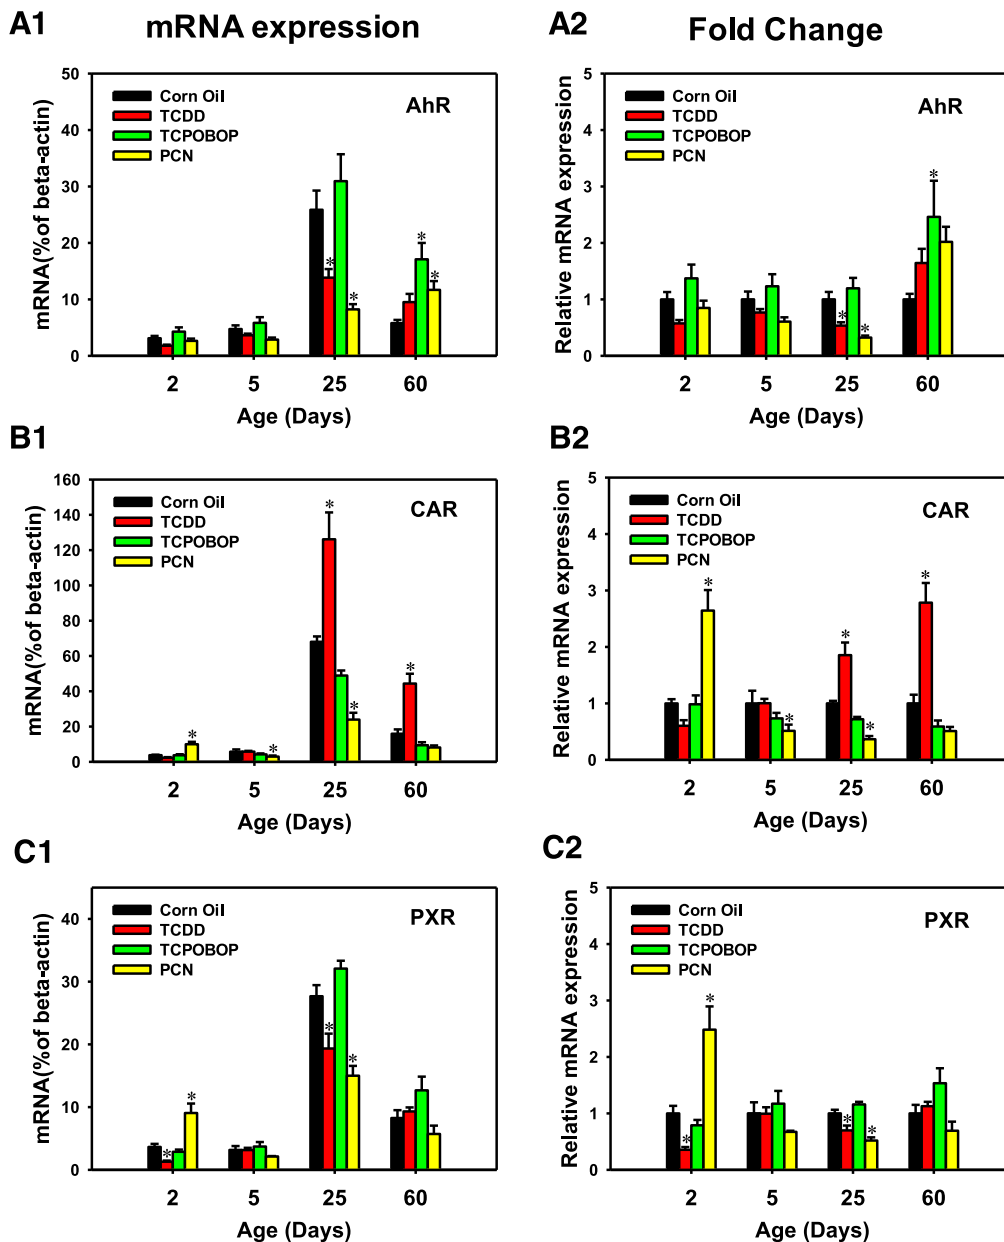 A1
mRNA expression
mRNA(%of beta-actin)
50
40
30
20
10
0
Corn Oil
TCDD
TCPOBOP
PCN
AhR
*
*
*
*
2
5
25
60
Age (Days)
A2
Fold Change
Relative mRNA expression
5
4
3
2
1
0
Corn Oil
TCDD
TCPOBOP
PCN
AhR
*
*
*
2
5
25
60
Age (Days)
B1
mRNA(%of beta-actin)
160
140
120
100
80
60
40
20
0
Corn Oil
TCDD
TCPOBOP
PCN
CAR
*
*
*
*
*
2
5
25
60
Age (Days)
B2
Relative mRNA expression
5
4
3
2
1
0
Corn Oil
TCDD
TCPOBOP
PCN
CAR
*
*
*
*
*
2
5
25
60
Age (Days)
C1
mRNA(%of beta-actin)
40
30
20
10
0
Corn Oil
TCDD
TCPOBOP
PCN
PXR
*
*
*
*
2
5
25
60
Age (Days)
C2
Relative mRNA expression
5
4
3
2
1
0
Corn Oil
TCDD
TCPOBOP
PCN
PXR
*
*
*
*
2
5
25
60
Age (Days)